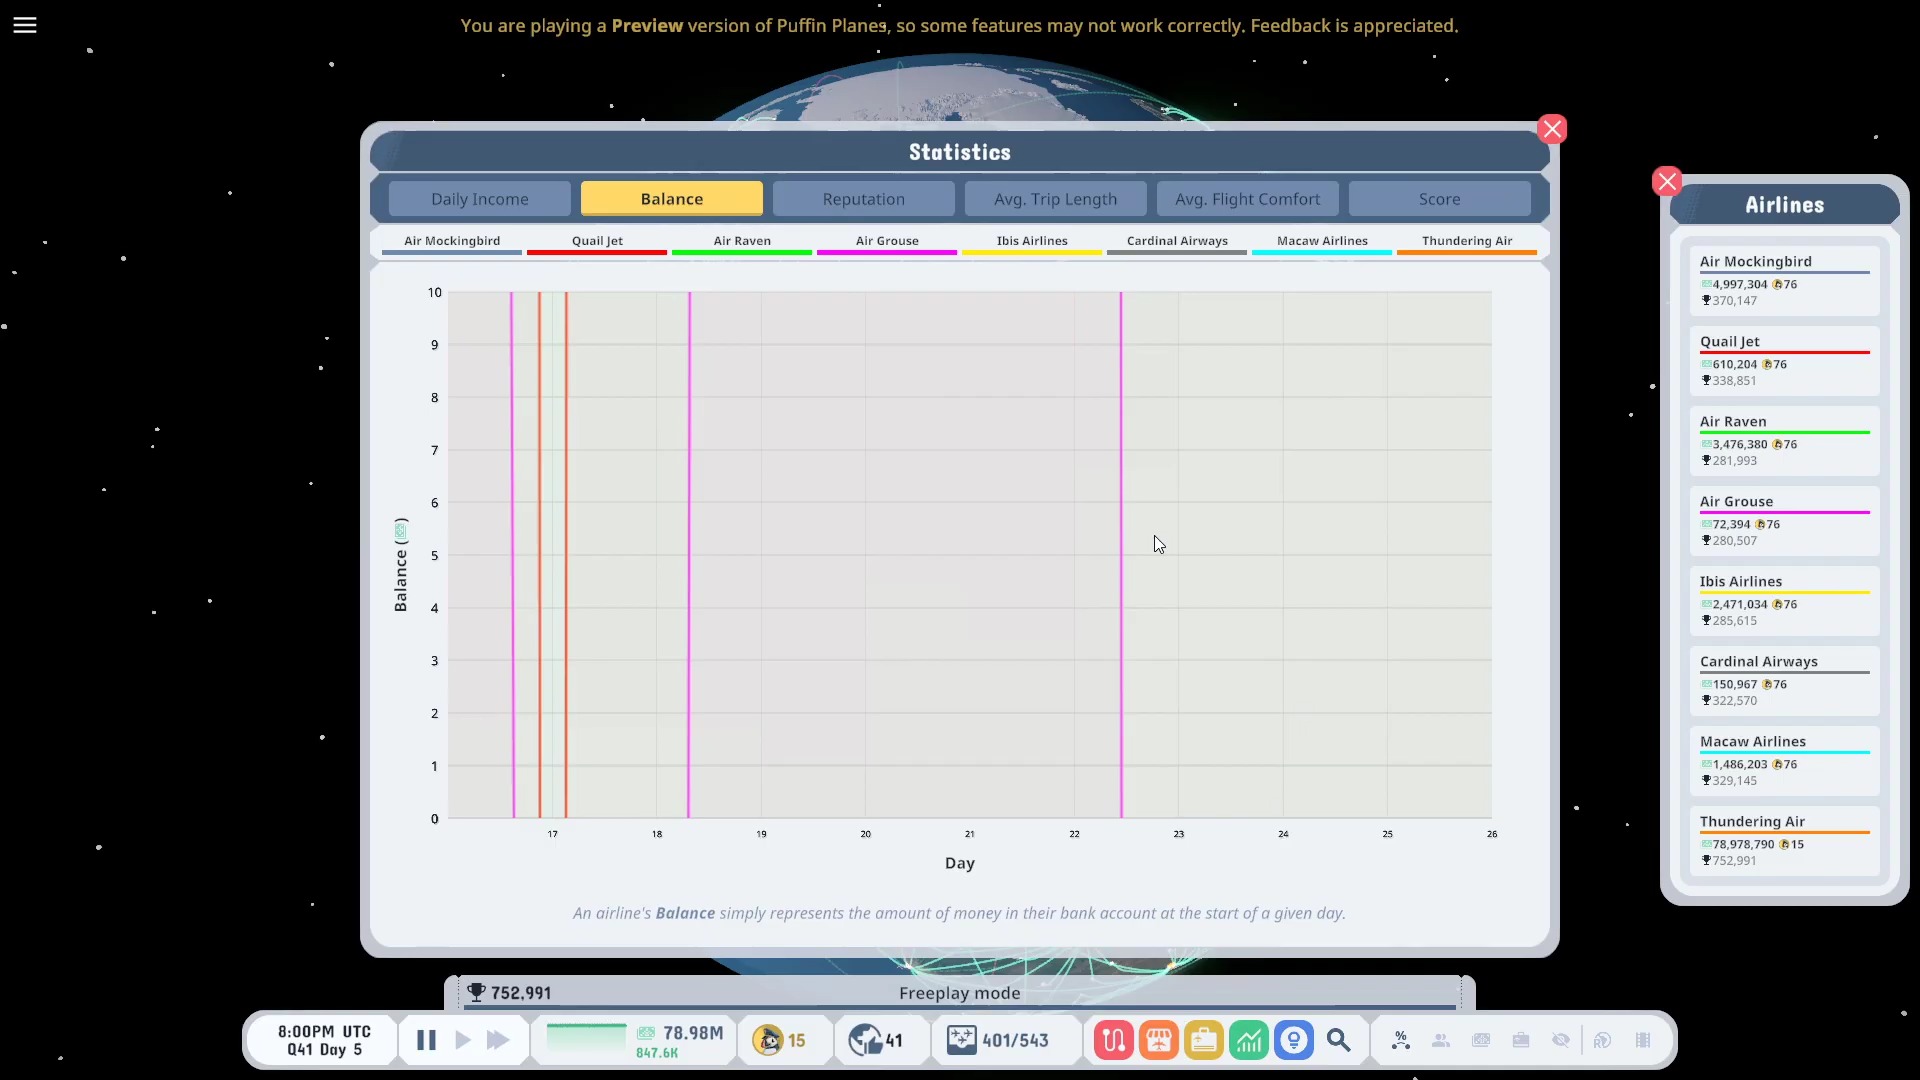 You are playing a Preview version of Puffin Planes, so some features may not work correctly. Feedback is appreciated.
Statistics
Daily Income
Balance
Reputation
Avg. Trip Length
Avg. Flight Comfort
Score
Air Mockingbird
Quail Jet
Air Raven
Air Grouse
Ibis Airlines
Cardinal Airways
Macaw Airlines
Thundering Air
10
9
8
7
6
5
4
3
2
1
0
Balance ()
17
18
19
20
21
22
23
24
25
26
Day
An airline's Balance simply represents the amount of money in their bank account at the start of a given day.
Airlines
Air Mockingbird
4,997,304 76
370,147
Quail Jet
610,204 76
338,851
Air Raven
3,476,380 76
281,993
Air Grouse
72,394 76
280,507
Ibis Airlines
2,471,034 76
285,615
Cardinal Airways
150,967 76
322,570
Macaw Airlines
1,486,203 76
329,145
Thundering Air
78,978,790 15
752,991
752,991
Freeplay mode
8:00PM UTC
Q41 Day 5
78.98M
847.6K
15
41
401/543